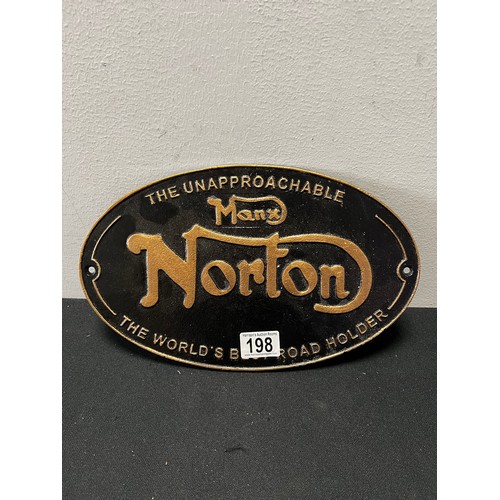 THE UNAPPROACHABLE
Manx
Norton
198
THE WORLD'S B ROAD HOLDER